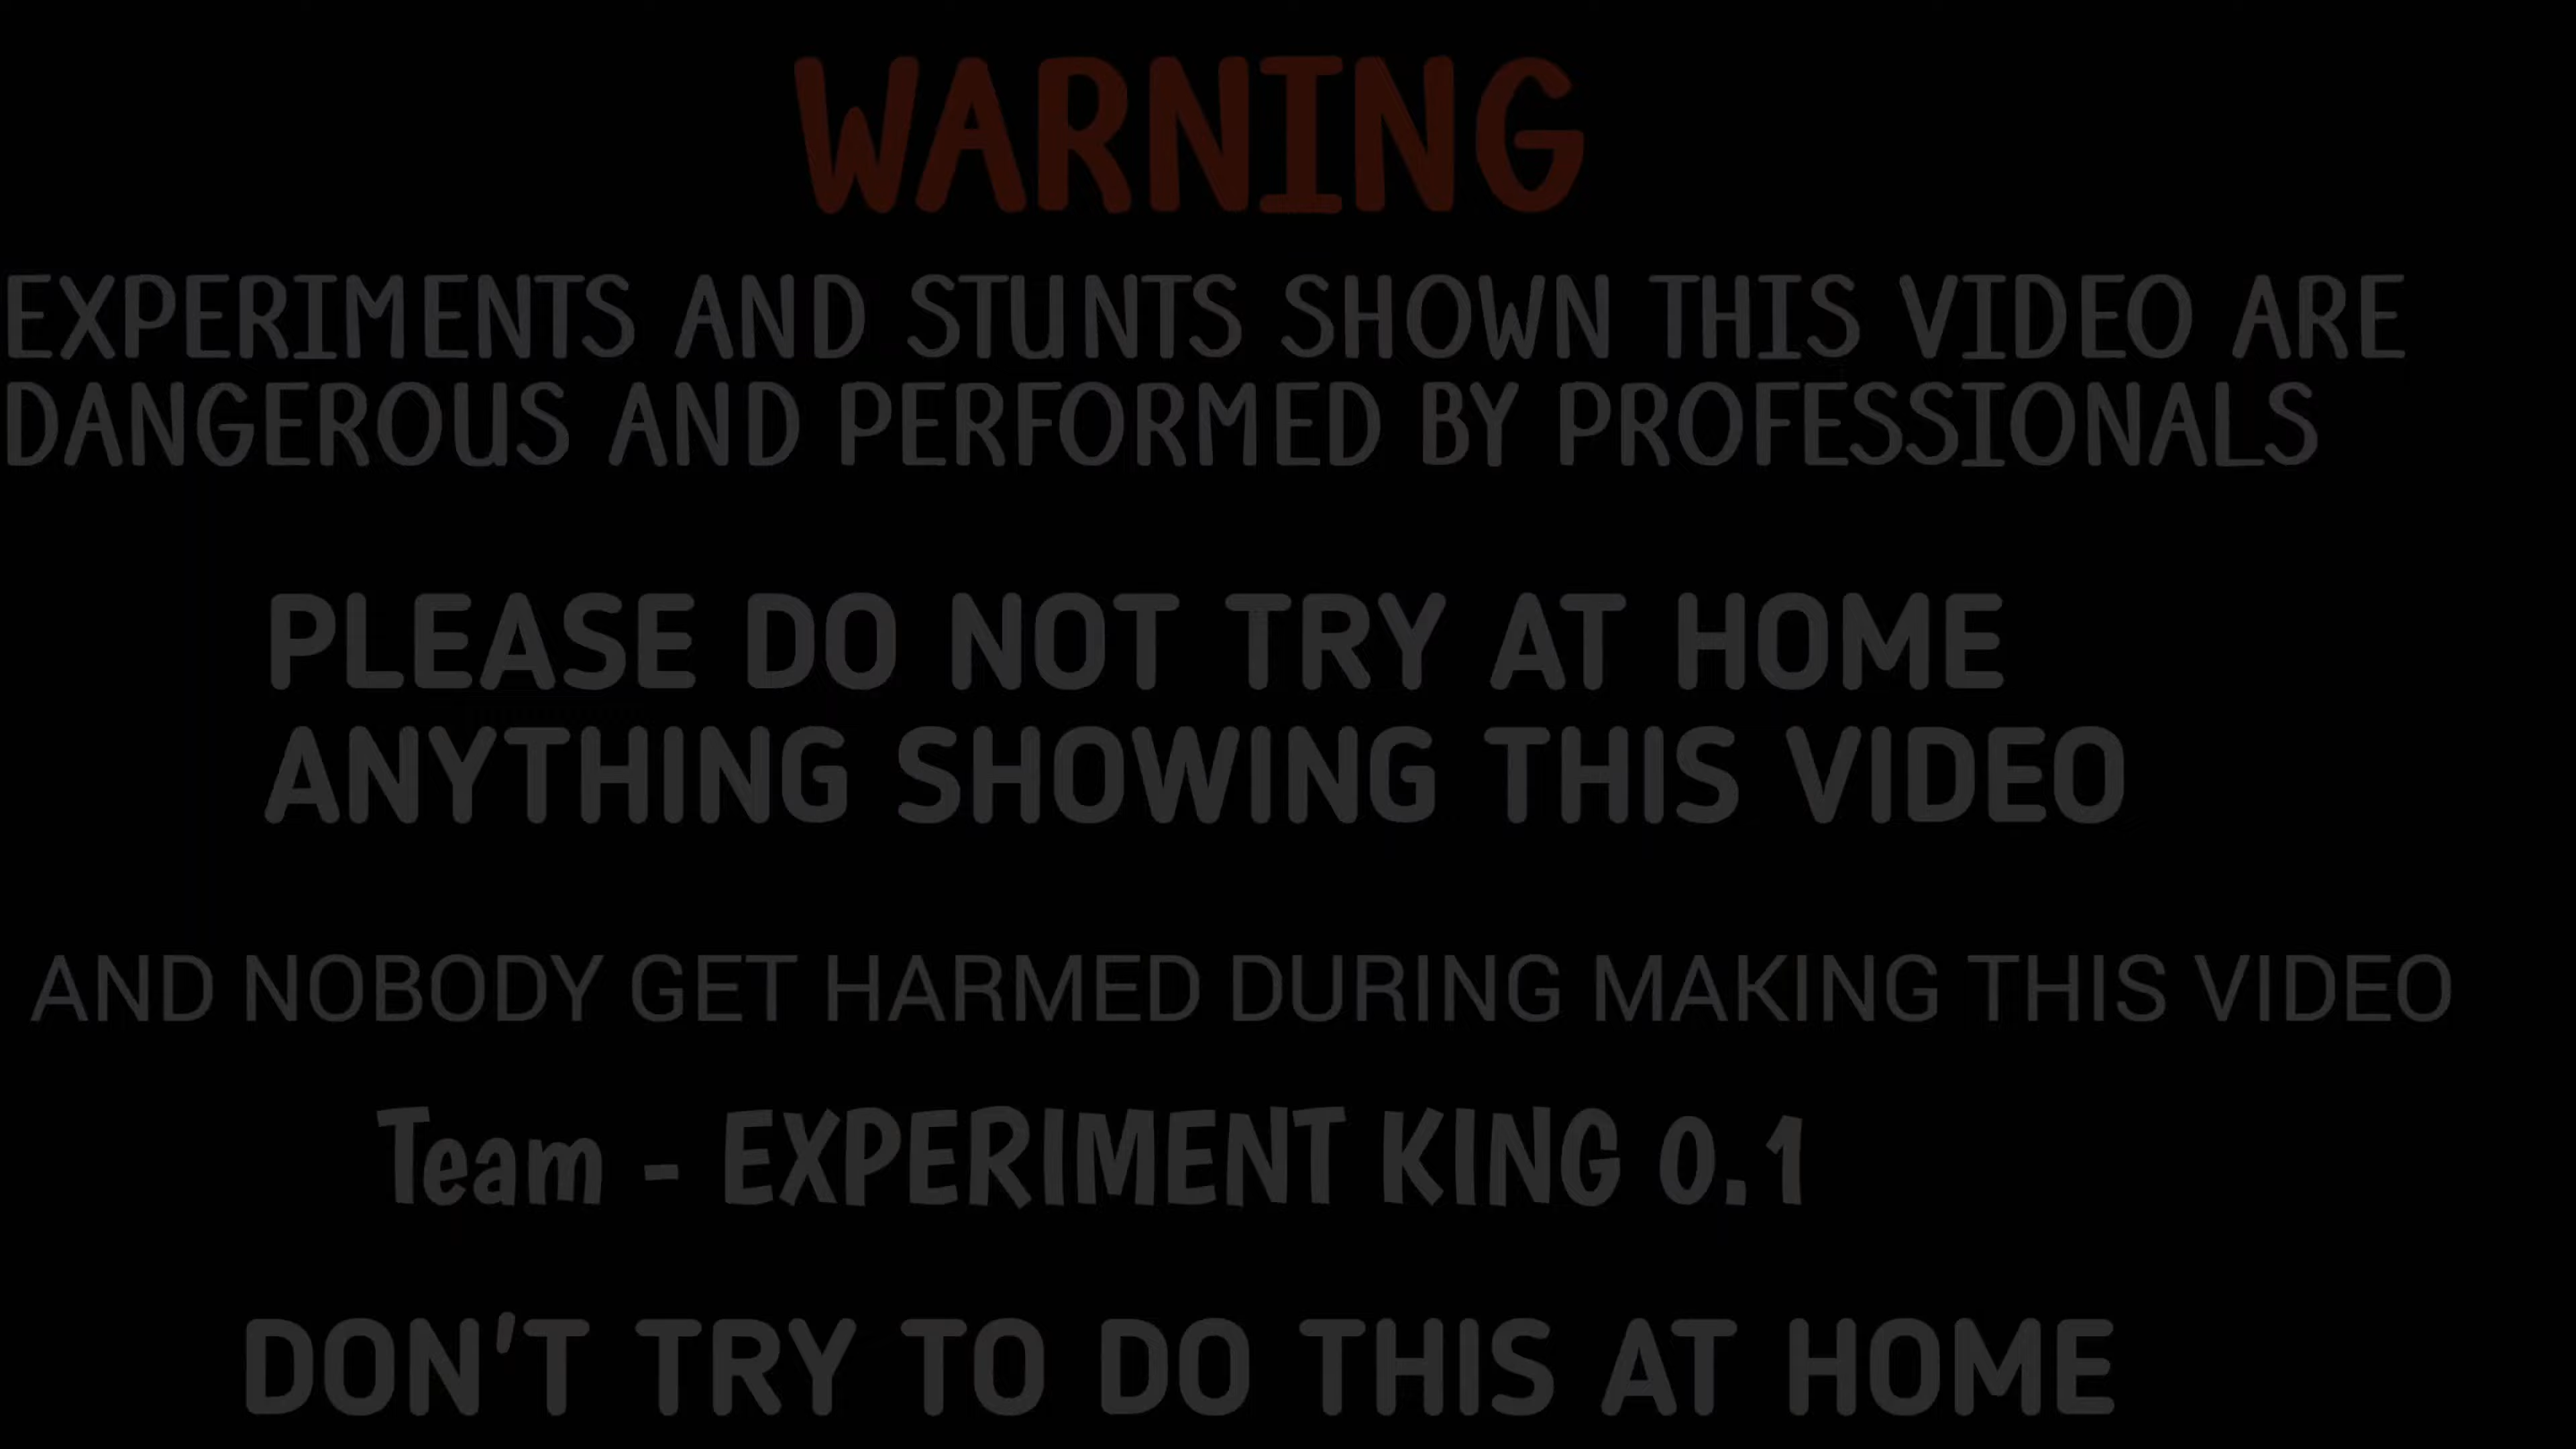 WARNING
EXPERIMENTS AND STUNTS SHOWN THIS VIDEO ARE
DANGEROUS AND PERFORMED BY PROFESSIONALS
PLEASE DO NOT TRY AT HOME
ANYTHING SHOWING THIS VIDEO
AND NOBODY GET HARMED DURING MAKING THIS VIDEO
Team - EXPERIMENT KING 0.1
DON'T TRY TO DO THIS AT HOME